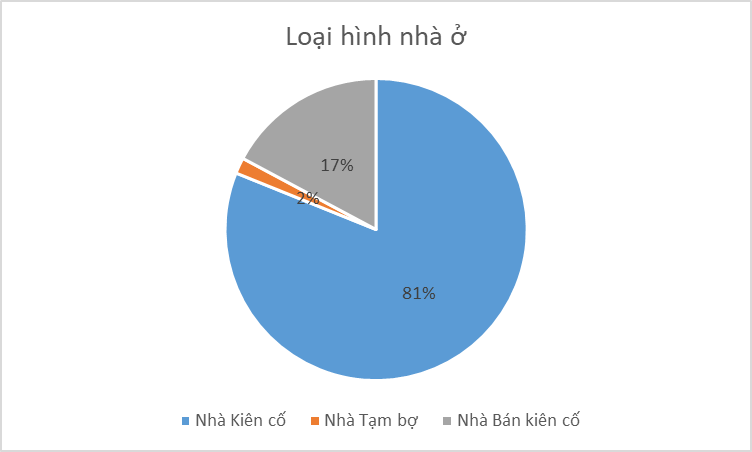 Loại hình nhà ở
17%
2%
81%
Nhà Kiên cố Nhà Tạm bợ Nhà Bán kiên cố